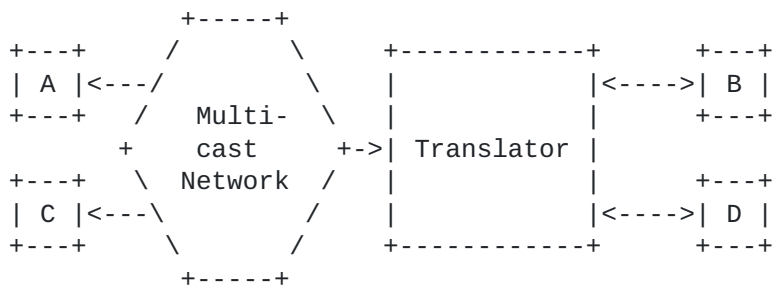 +-----+
+---+      /       \      +------------+      +---+
| A |<---/         \     |            |<---->| B |
+---+   /   Multi-  \    |            |      +---+
+    cast     +->| Translator |
+---+   \  Network  /    |            |      +---+
| C |<---\         /     |            |<---->| D |
+---+      \       /      +------------+      +---+
+-----+